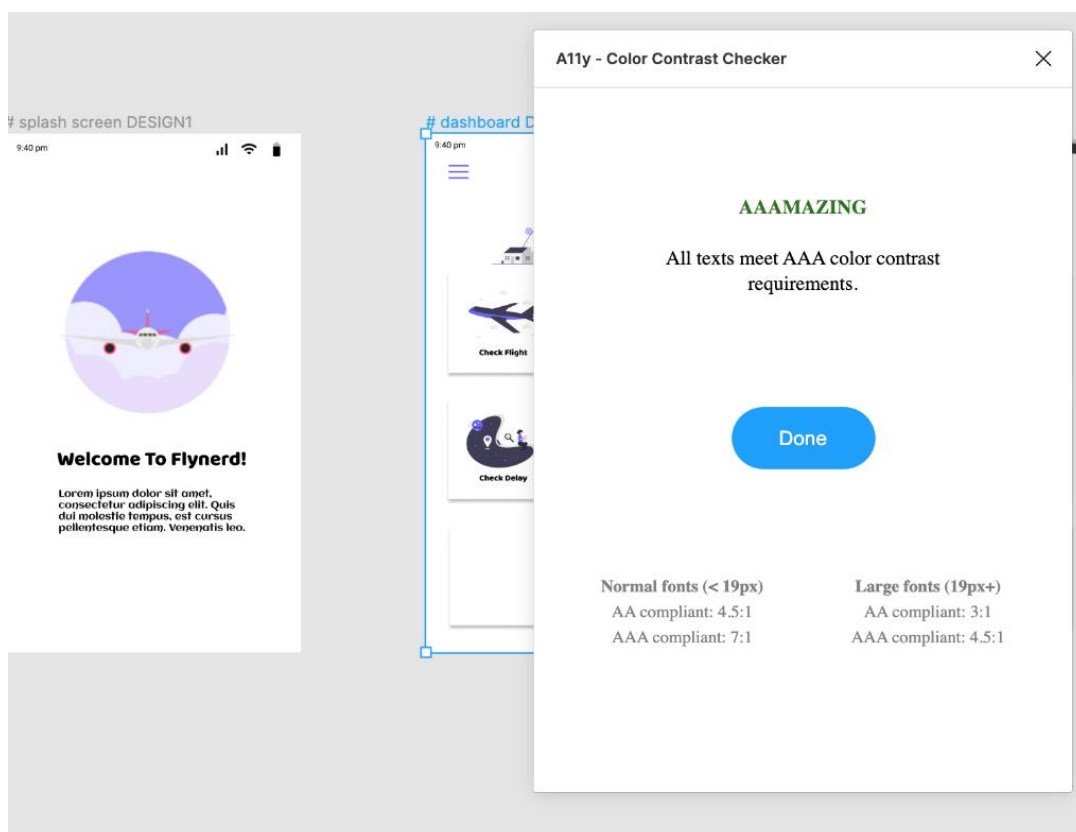 A11y - Color Contrast Checker
# splash screen DESIGN1
# dashboard D
9:40 pm
9:40 pm
AAAMAZING
All texts meet AAA color contrast
requirements.
Check Flight
Done
Welcome To Flynerd!
Check Delay
Lorem ipsum dolor sit amet,
consectetur adipiscing elit. Quis
dui molestie tempus, est cursus
pellentesque etiam. Venenatis leo.
Normal fonts (< 19px)
AA compliant: 4.5:1
AAA compliant: 7:1
Large fonts (19px+)
AA compliant: 3:1
AAA compliant: 4.5:1